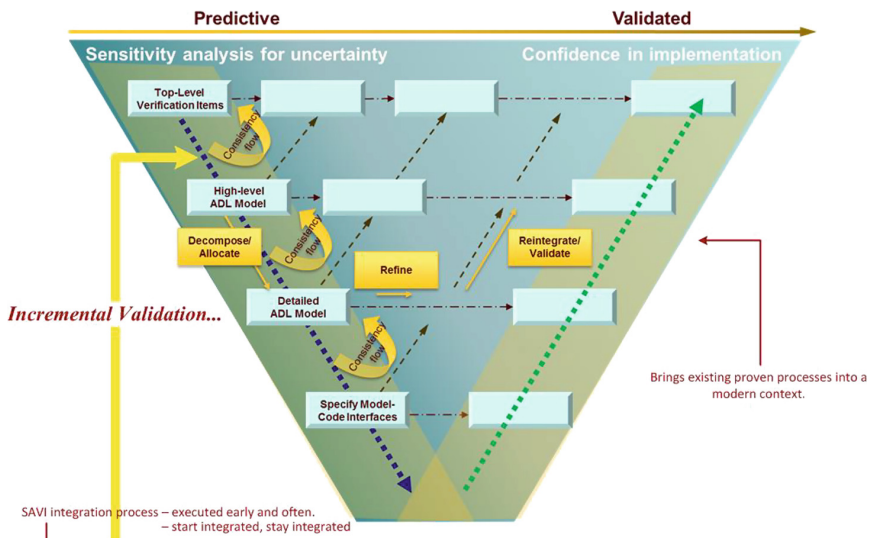 Predictive
Validated
Sensitivity analysis for uncertainty
Confidence in implementation
Top-Level
Verification Items
Consistency
flow
High-level
ADL Model
Decompose/
Allocate
Consistency
flow
Refine
Reintegrate/
Validate
Incremental Validation...
Detailed
ADL Model
Consistency
flow
Specify Model-
Code Interfaces
Brings existing proven processes into a
modern context.
SAVI integration process – executed early and often.
– start integrated, stay integrated